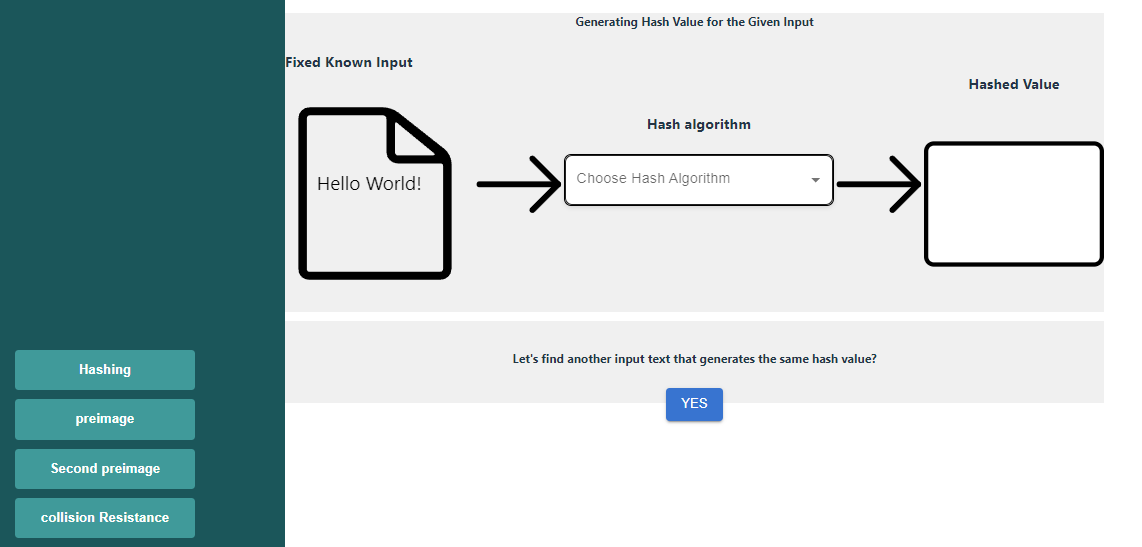 Generating Hash Value for the Given Input
Fixed Known Input
Hashed Value
Hash algorithm
Hello World!
Choose Hash Algorithm
Let's find another input text that generates the same hash value?
YES
Hashing
preimage
Second preimage
collision Resistance